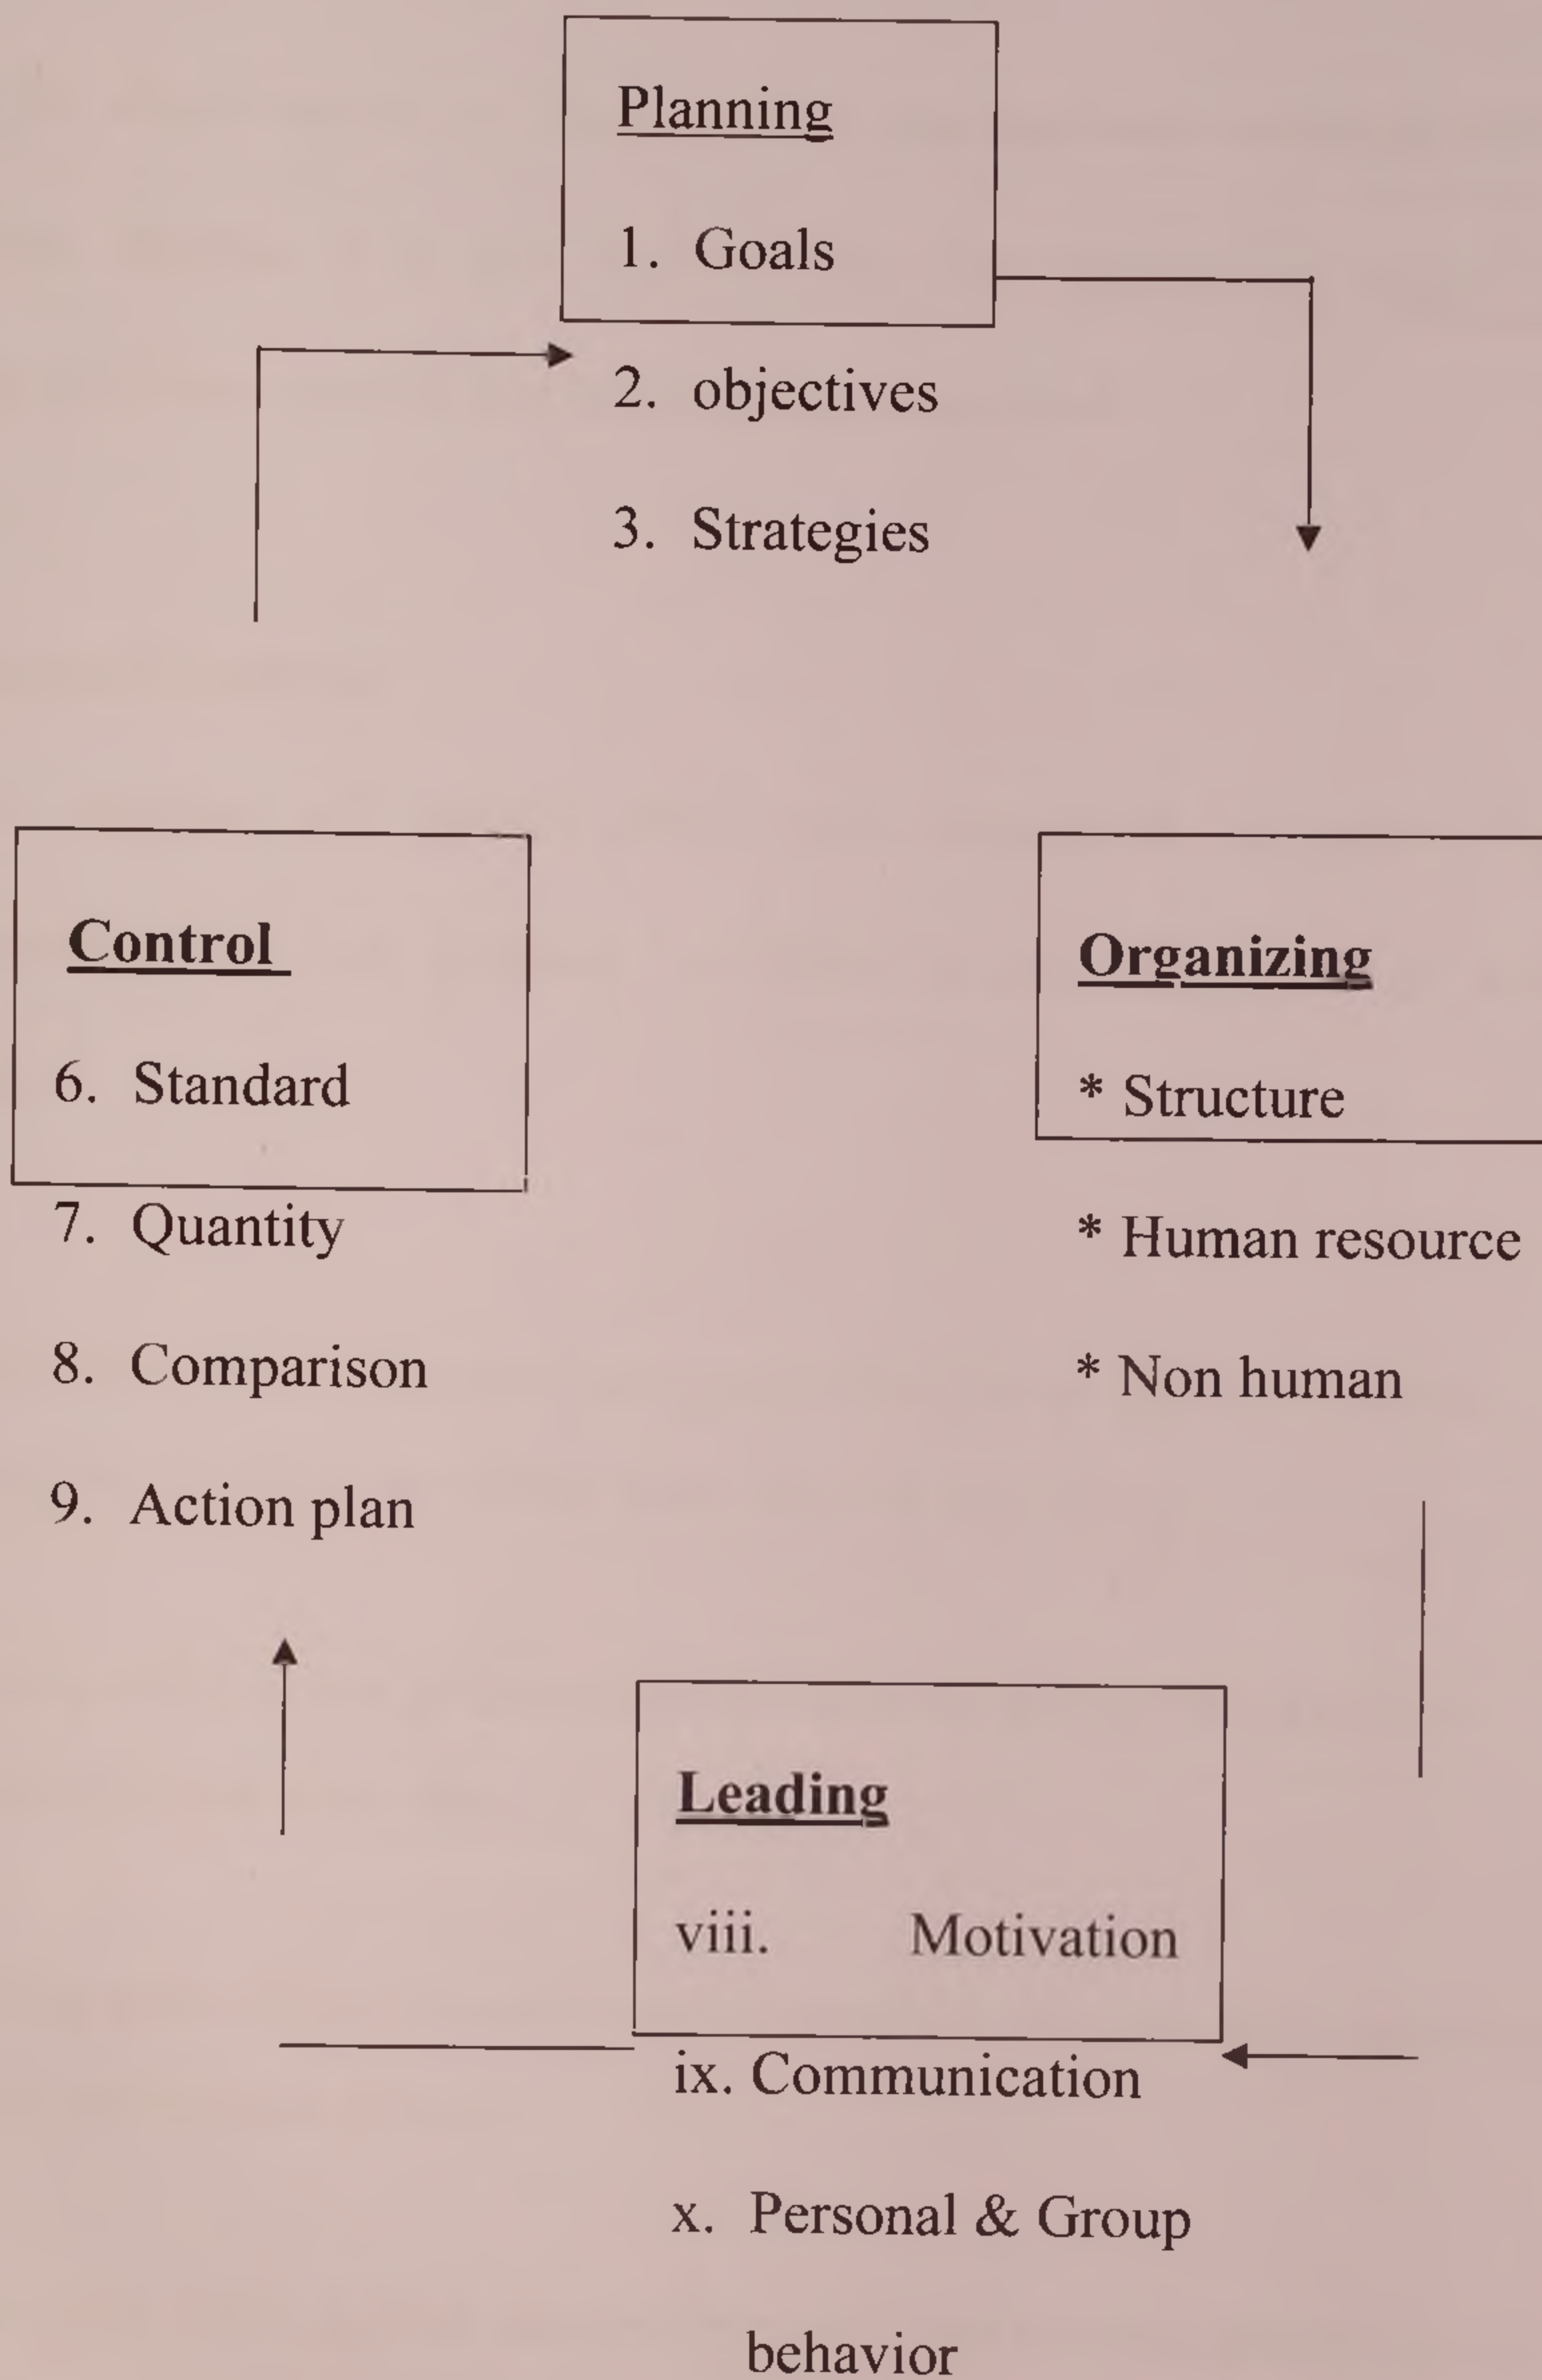 Planning
1. Goals
2. objectives
3. Strategies
Control
6. Standard
7. Quantity
8. Comparison
9. Action plan
Organizing
* Structure
* Human resource
* Non human
Leading
viii. Motivation
ix. Communication
x. Personal & Group
behavior